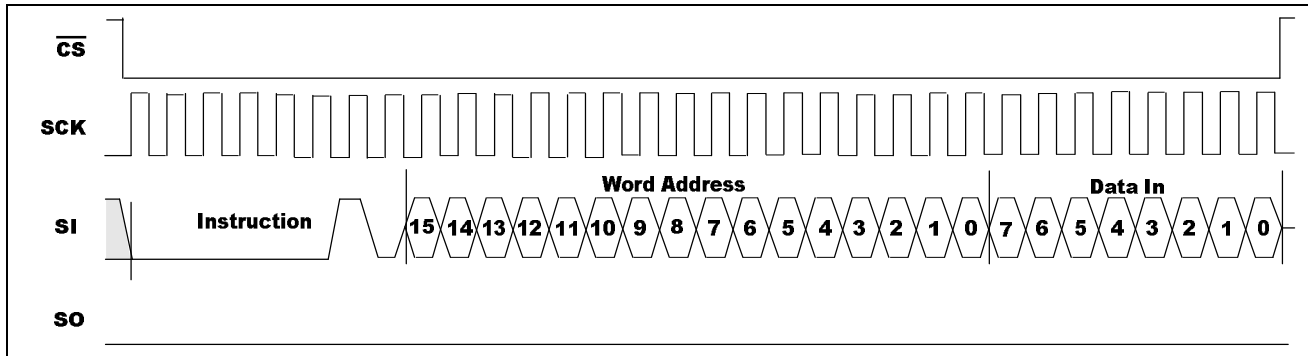 CS
SCK
Word Address
Data In
SI
Instruction
15 14 13 12 11 10 9 8 7 6 5 4 3 2 1 0 7 6 5 4 3 2 1 0
SO